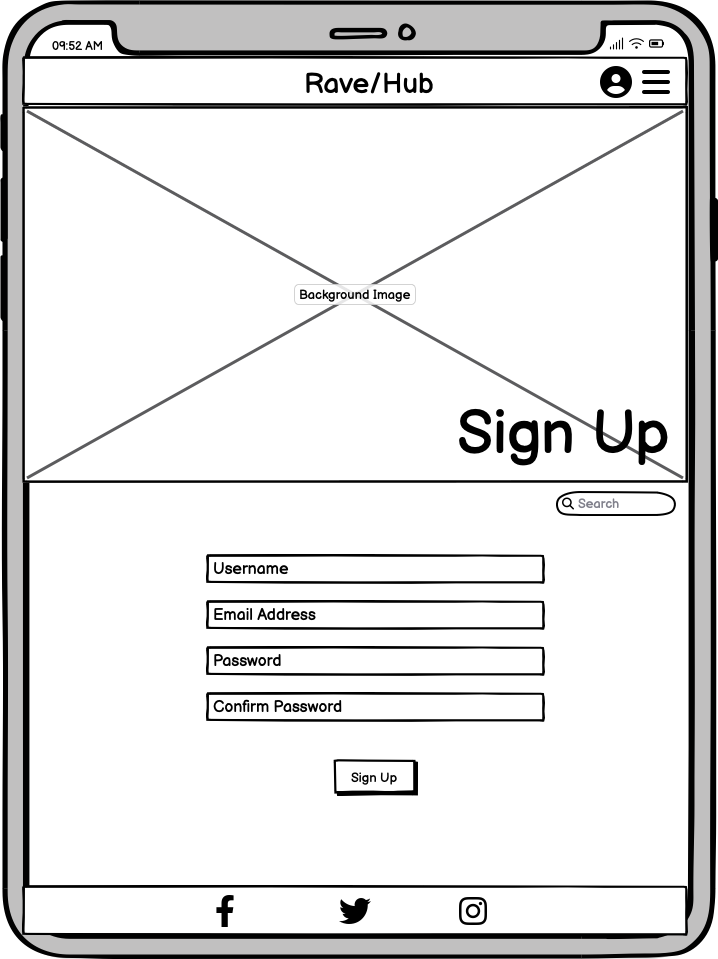 09:52 AM
Rave/Hub
Background Image
Sign Up
Search
Username
Email Address
Password
Confirm Password
Sign Up